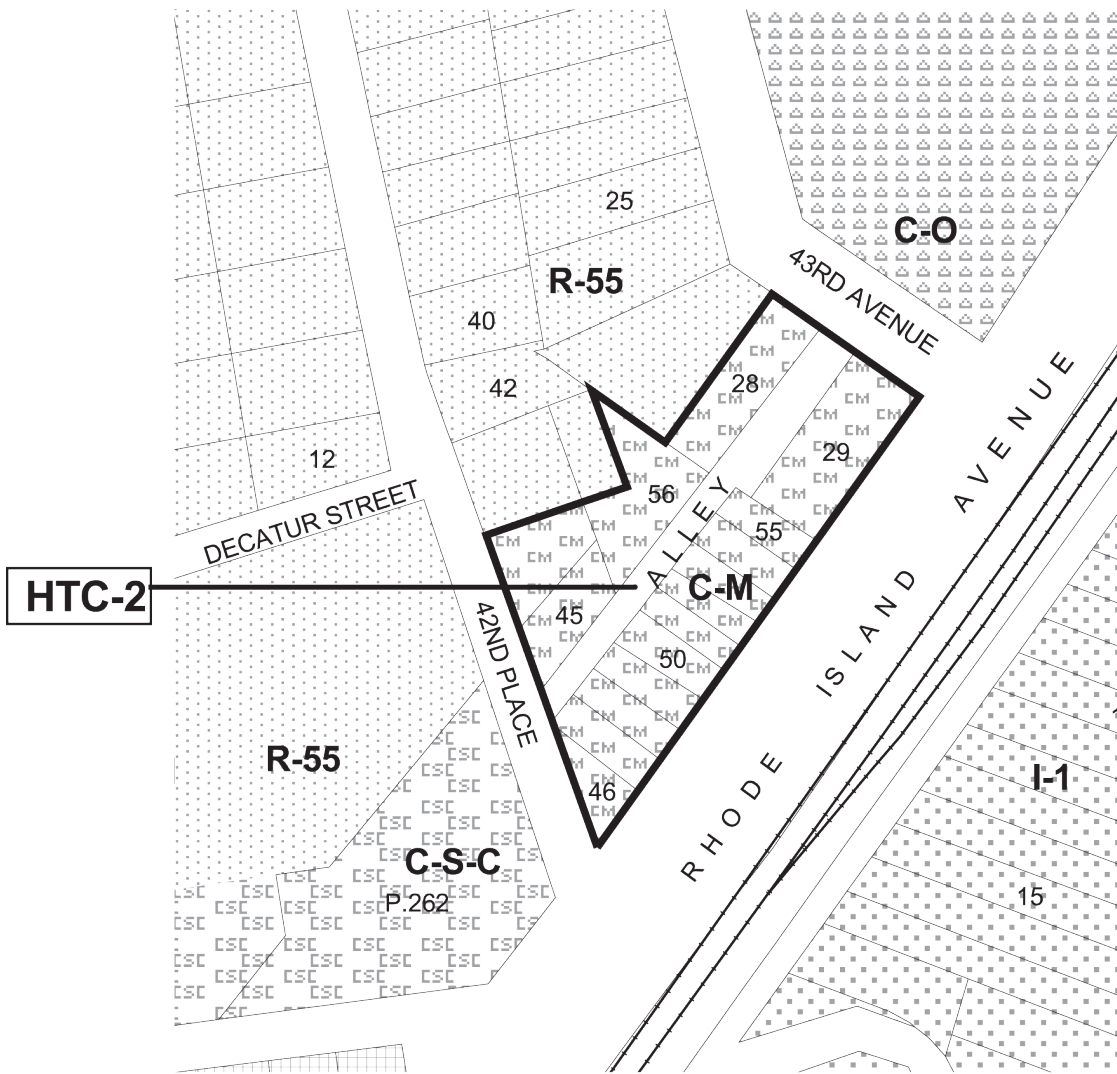 25
C-O
43RD AVENUE
R-55
40
28
42
29
12
56
DECATUR STREET
ALLEY
55
HTC-2
C-M
45
42ND PLACE
50
RHODE ISLAND AVENUE
R-55
I-1
46
C-S-C
P.262
15